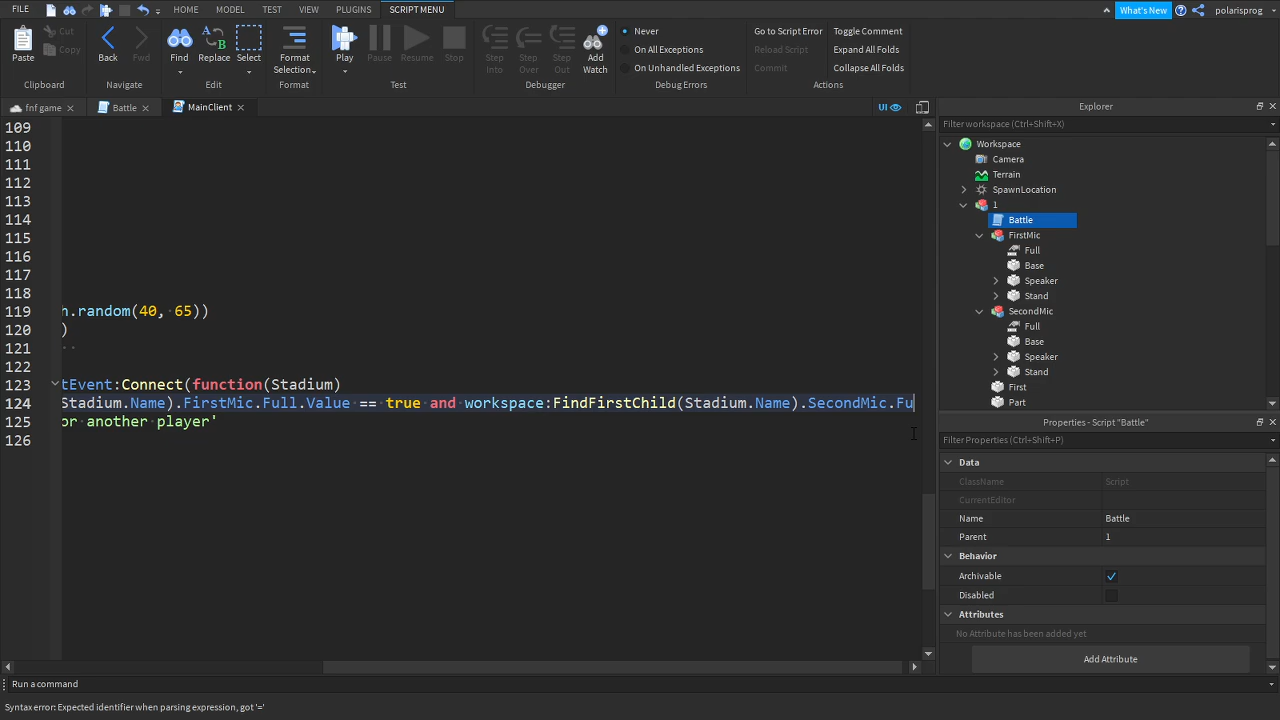 FILE HOME MODEL TEST VIEW PLUGINS SCRIPT MENU What's New polarisprog
Paste Cut Copy Back Fwd Find Replace Select Format Selection Play Pause Resume Stop Step Into Step Over Step Out Add Watch Never On All Exceptions On Unhandled Exceptions Go to Script Error Reload Script Commit Toggle Comment Expand All Folds Collapse All Folds
Clipboard Navigate Edit Format Test Debugger Debug Errors Actions
fnf game Battle MainClient UI Explorer
Filter workspace (Ctrl+Shift+X)
109
110
111
112
113
114
115
116
117
118
119 h.random(40, 65))
120 )
121
122
123 tEvent:Connect(function(Stadium)
124 Stadium.Name).FirstMic.Full.Value == true and workspace:FindFirstChild(Stadium.Name).SecondMic.Fu
125 or another player'
126
Workspace
Camera
Terrain
SpawnLocation
1
Battle
FirstMic
Full
Base
Speaker
Stand
SecondMic
Full
Base
Speaker
Stand
First
Part
Properties - Script "Battle"
Filter Properties (Ctrl+Shift+P)
Data
ClassName Script
CurrentEditor
Name Battle
Parent 1
Behavior
Archivable
Disabled
Attributes
No Attribute has been added yet
Add Attribute
Run a command
Syntax error: Expected identifier when parsing expression, got '='